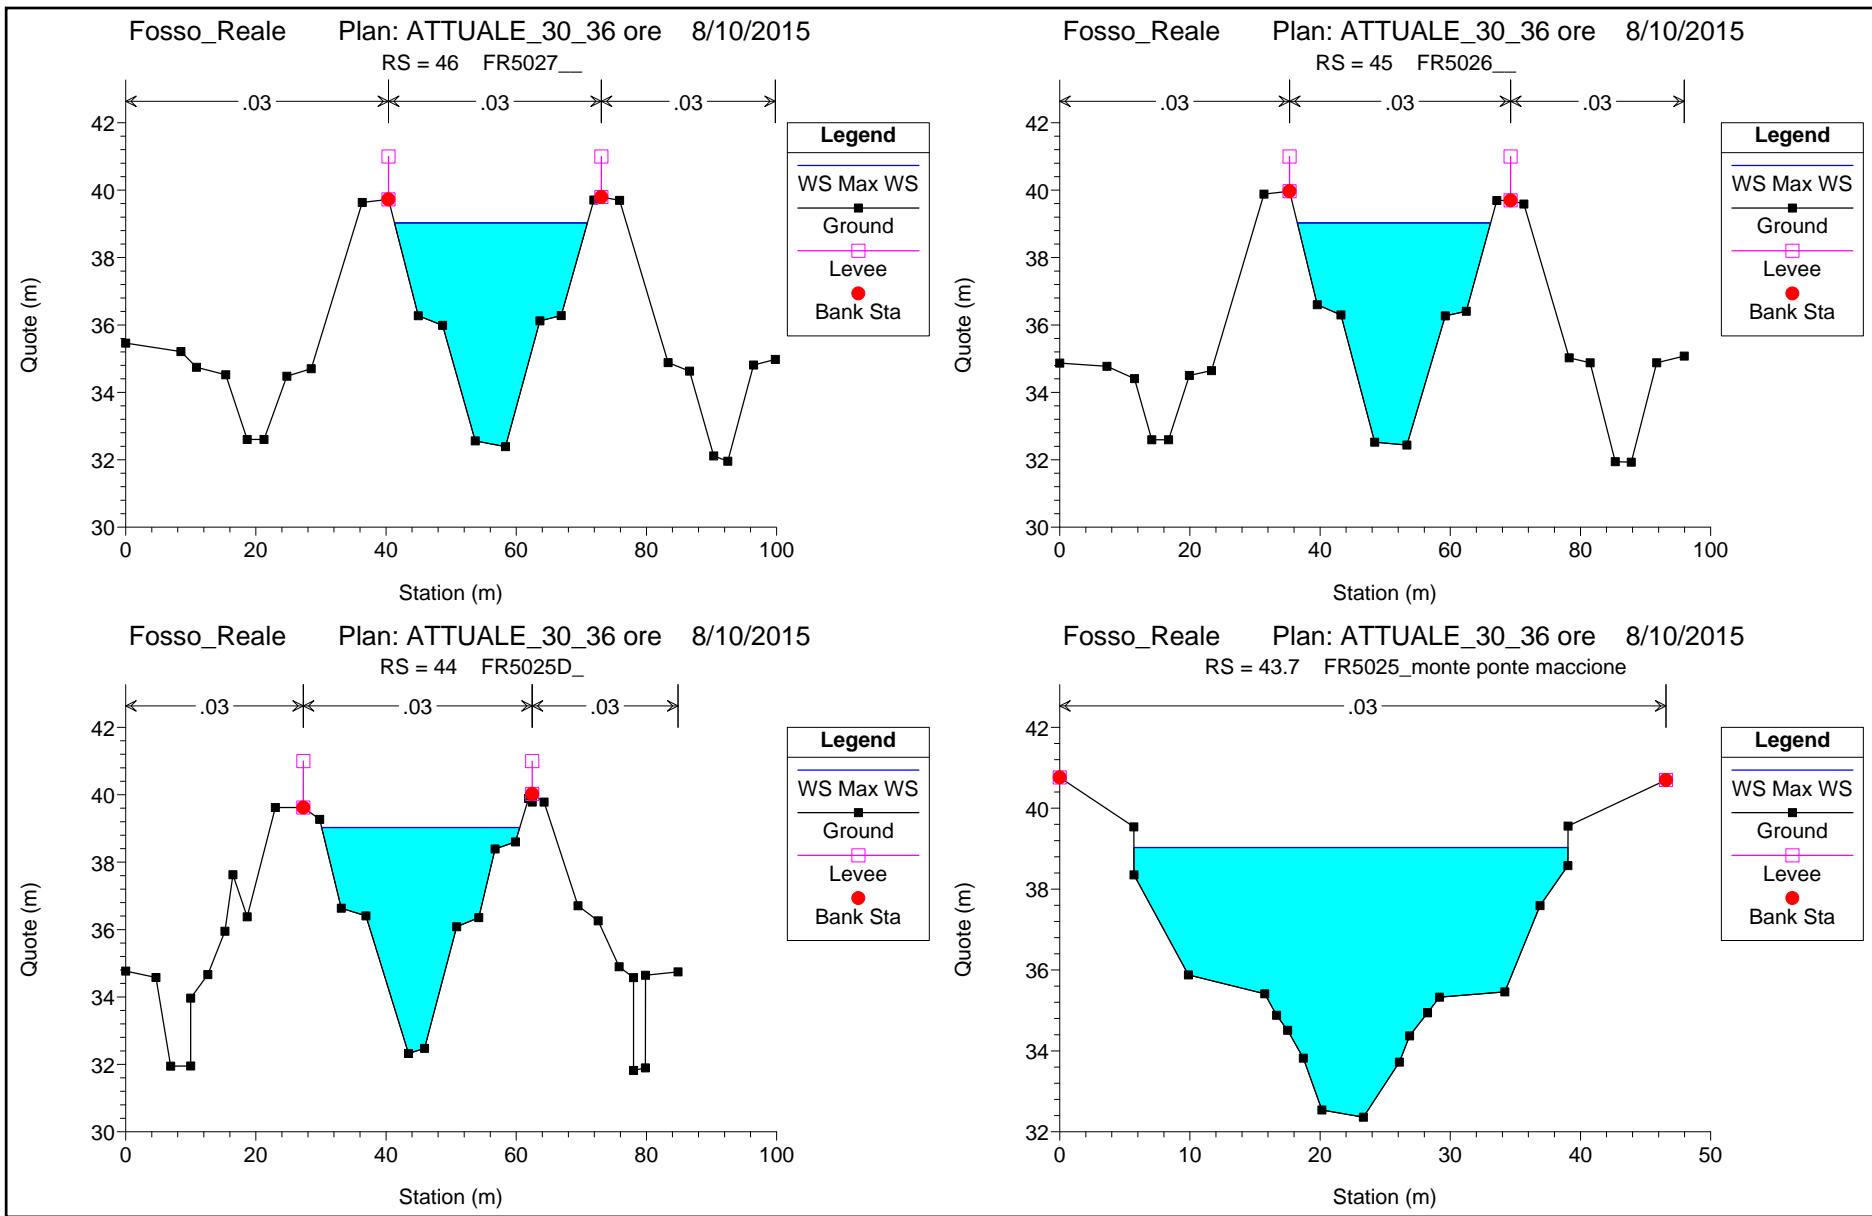 Fosso_Reale Plan: ATTUALE_30_36 ore 8/10/2015
RS = 46 FR5027__
.03 .03 .03
42
40
38
36
34
32
30
Quote (m)
0 20 40 60 80 100
Station (m)
Legend
WS Max WS
Ground
Levee
Bank Sta
Fosso_Reale Plan: ATTUALE_30_36 ore 8/10/2015
RS = 45 FR5026__
.03 .03 .03
42
40
38
36
34
32
30
Quote (m)
0 20 40 60 80 100
Station (m)
Legend
WS Max WS
Ground
Levee
Bank Sta
Fosso_Reale Plan: ATTUALE_30_36 ore 8/10/2015
RS = 44 FR5025D_
.03 .03 .03
42
40
38
36
34
32
30
Quote (m)
0 20 40 60 80 100
Station (m)
Legend
WS Max WS
Ground
Levee
Bank Sta
Fosso_Reale Plan: ATTUALE_30_36 ore 8/10/2015
RS = 43.7 FR5025_monte ponte maccione
.03
42
40
38
36
34
32
Quote (m)
0 10 20 30 40 50
Station (m)
Legend
WS Max WS
Ground
Levee
Bank Sta